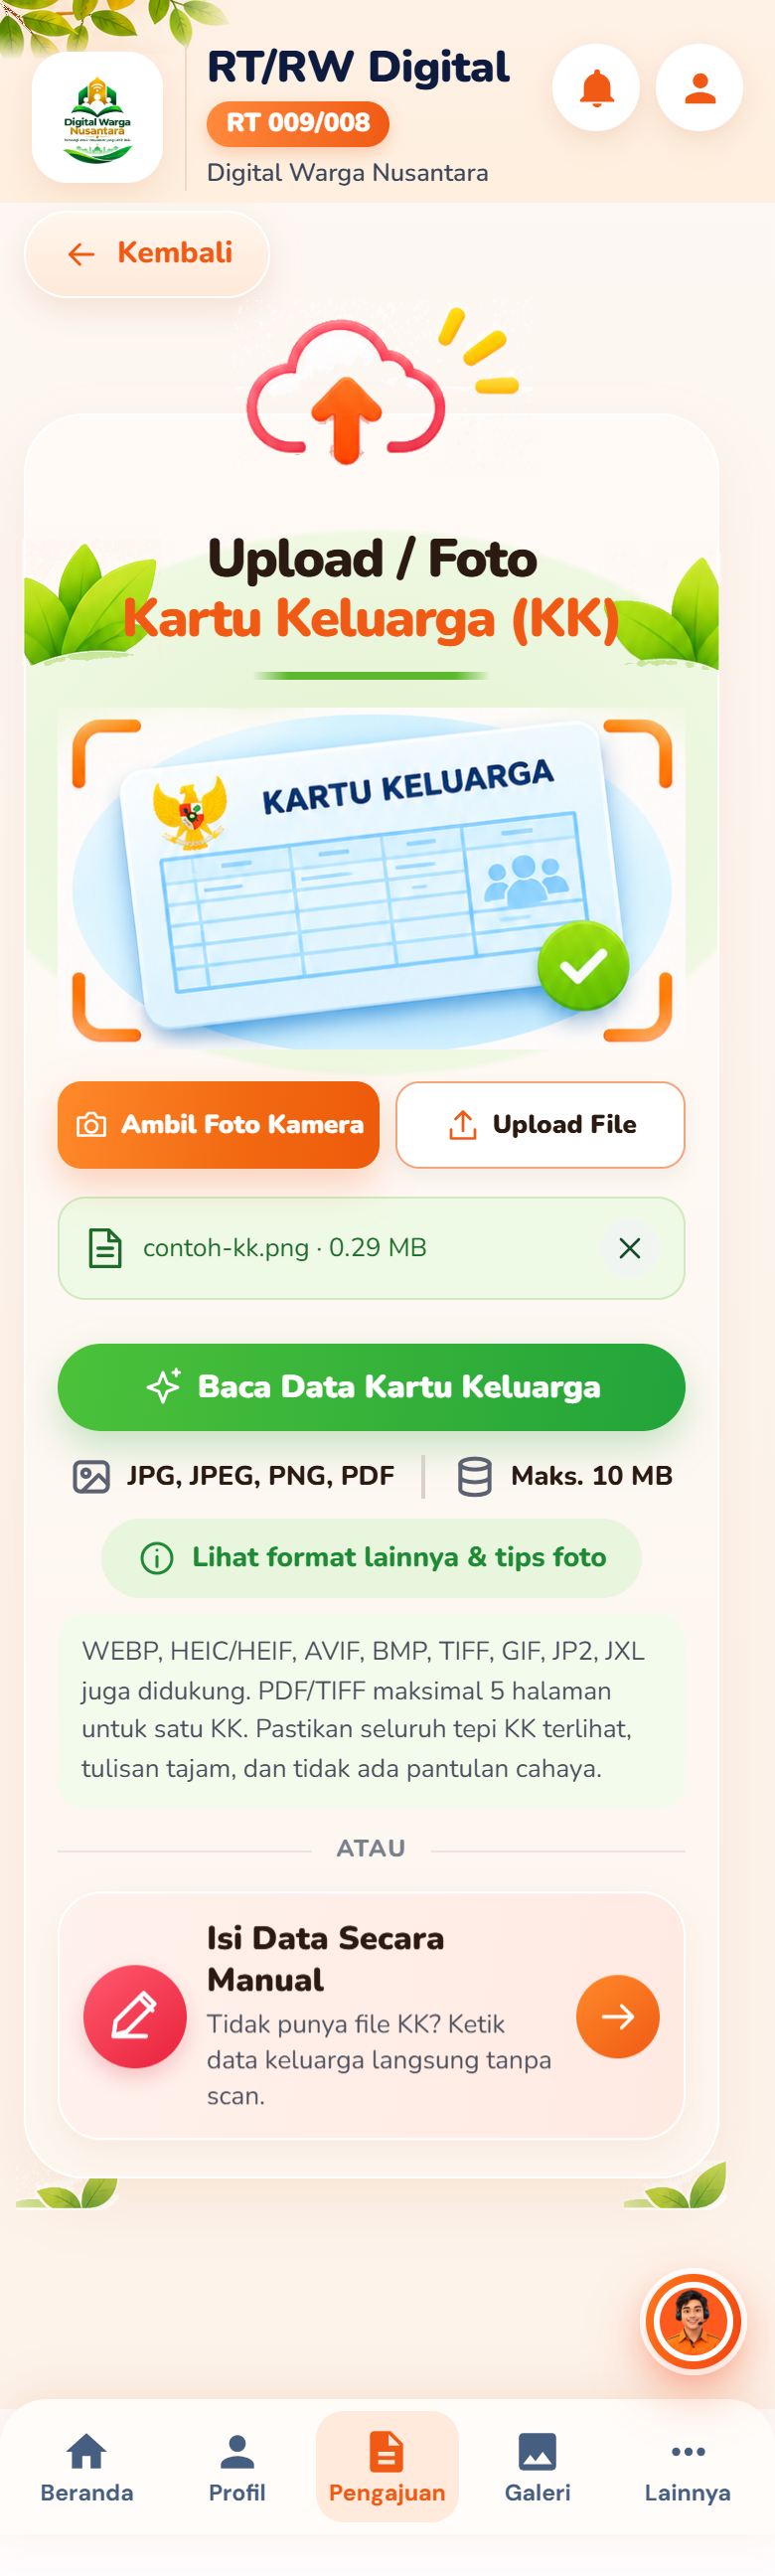 Digital Warga
Nusantara
RT/RW Digital
RT 009/008
Digital Warga Nusantara
Kembali
Upload / Foto
Kartu Keluarga (KK)
KARTU KELUARGA
Ambil Foto Kamera
Upload File
contoh-kk.png · 0.29 MB
Baca Data Kartu Keluarga
JPG, JPEG, PNG, PDF
Maks. 10 MB
Lihat format lainnya & tips foto
WEBP, HEIC/HEIF, AVIF, BMP, TIFF, GIF, JP2, JXL
juga didukung. PDF/TIFF maksimal 5 halaman
untuk satu KK. Pastikan seluruh tepi KK terlihat,
tulisan tajam, dan tidak ada pantulan cahaya.
ATAU
Isi Data Secara
Manual
Tidak punya file KK? Ketik
data keluarga langsung tanpa
scan.
Beranda
Profil
Pengajuan
Galeri
Lainnya